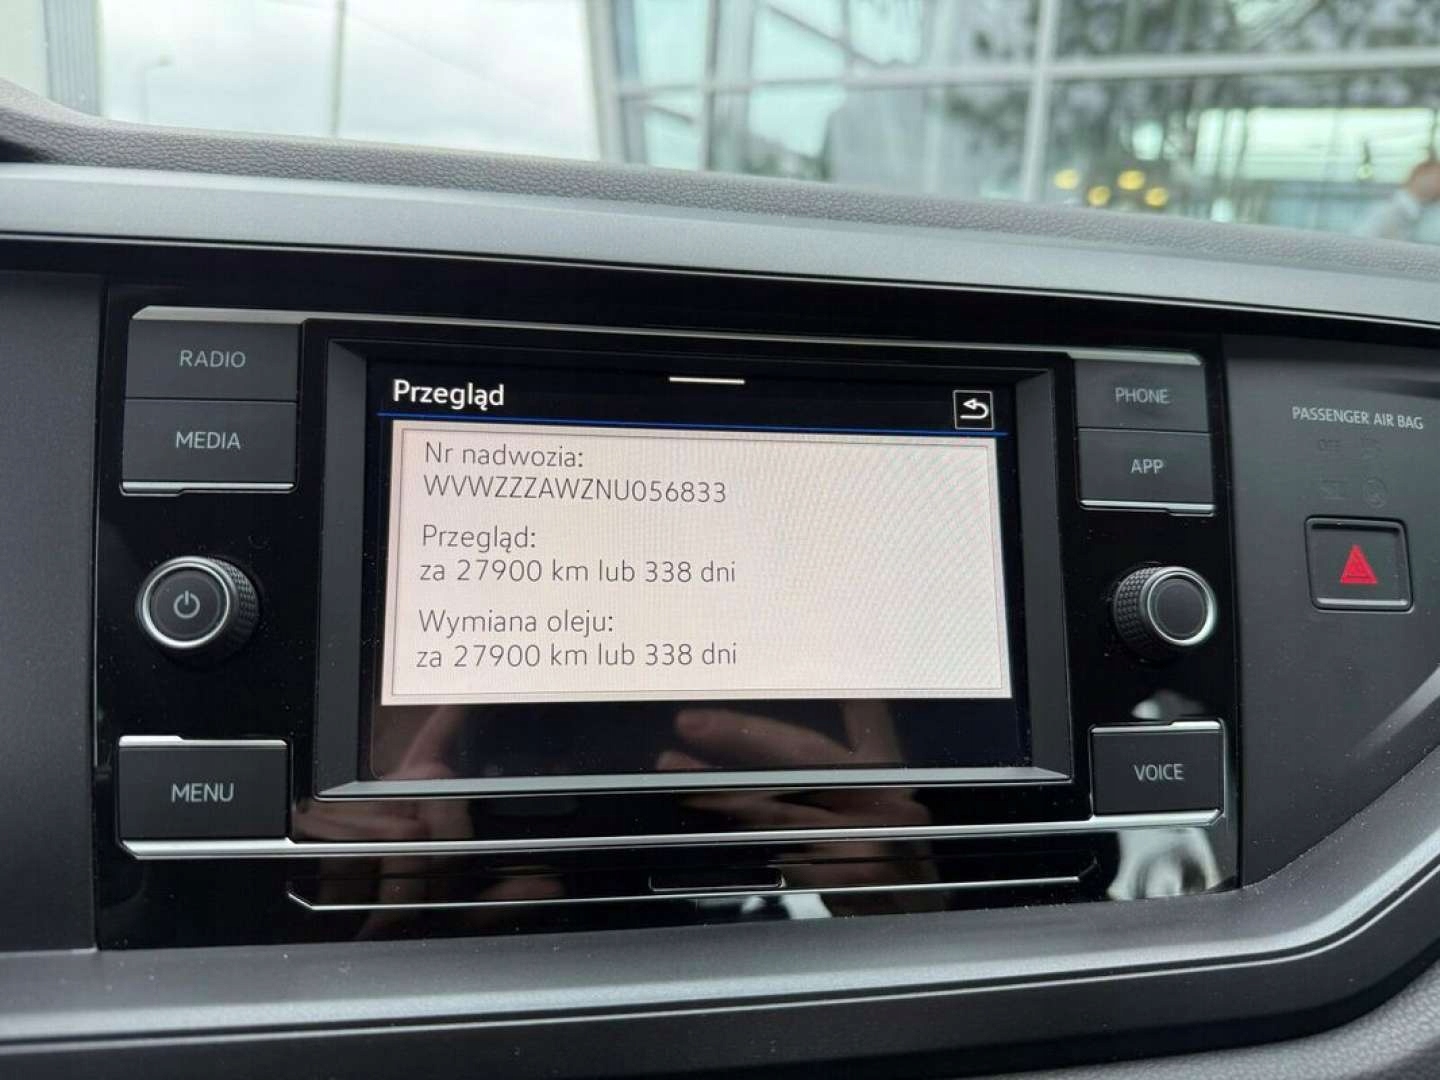 RADIO
MEDIA
MENU
Przegląd
Nr nadwozia:
WVWZZZAWZNU056833
Przegląd:
za 27900 km lub 338 dni
Wymiana oleju:
za 27900 km lub 338 dni
PHONE
APP
VOICE
PASSENGER AIR BAG